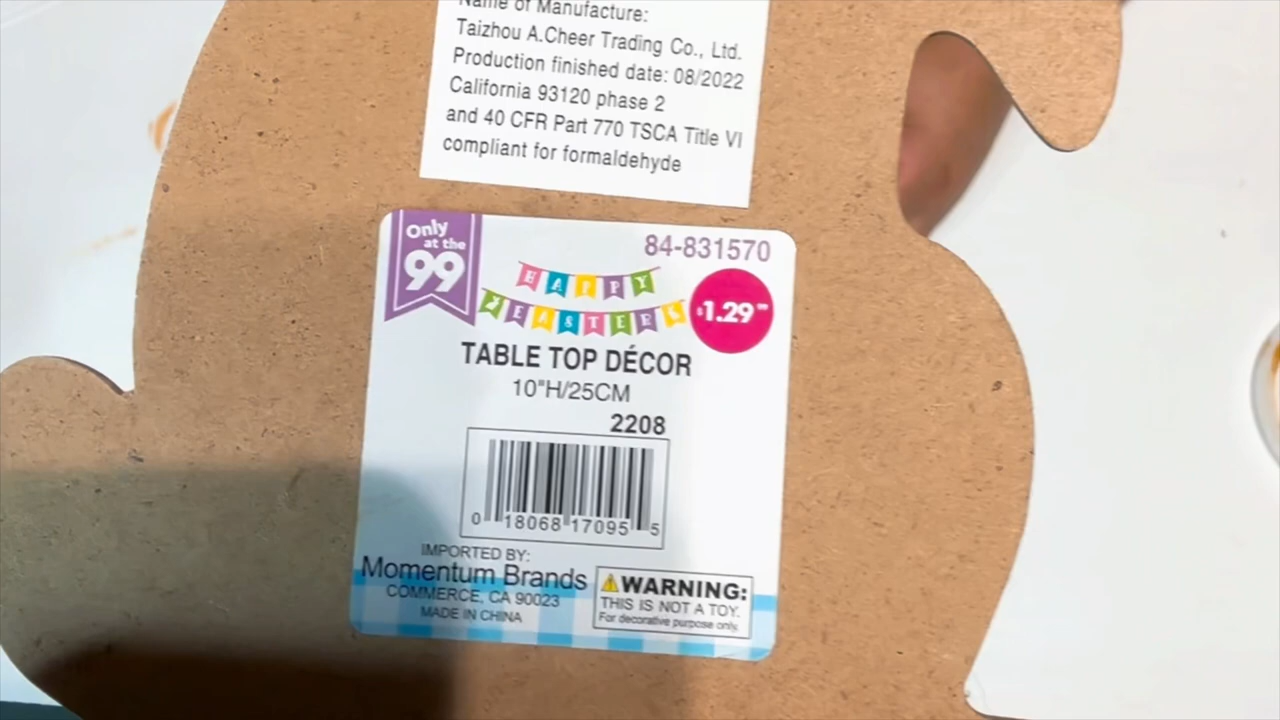 Name of Manufacture:
Taizhou A.Cheer Trading Co., Ltd.
Production finished date: 08/2022
California 93120 phase 2
and 40 CFR Part 770 TSCA Title VI
compliant for formaldehyde
Only
at the
99
84-831570
HAPPY
EASTER
$1.29
TABLE TOP DÉCOR
10"H/25CM
2208
0 18068 17095 5
IMPORTED BY:
Momentum Brands
COMMERCE, CA 90023
MADE IN CHINA
WARNING:
THIS IS NOT A TOY.
For decorative purpose only.